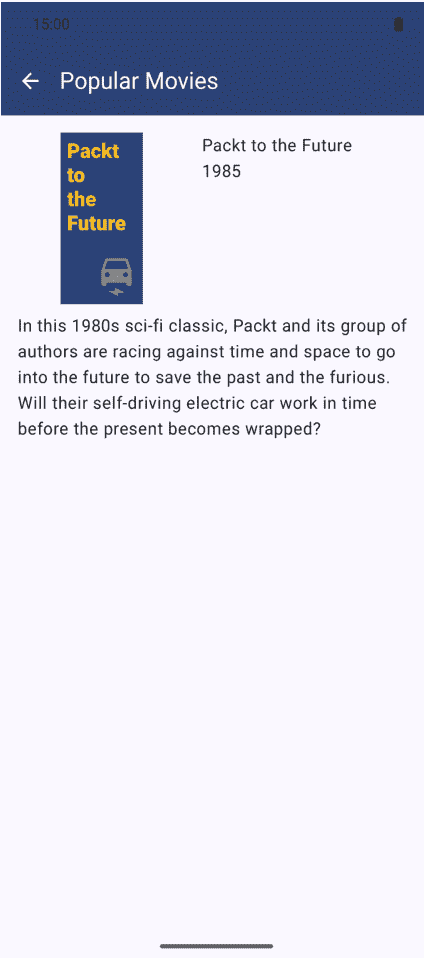 15:00
Popular Movies
Packt
to
the
Future
Packt to the Future
1985
In this 1980s sci-fi classic, Packt and its group of
authors are racing against time and space to go
into the future to save the past and the furious.
Will their self-driving electric car work in time
before the present becomes wrapped?